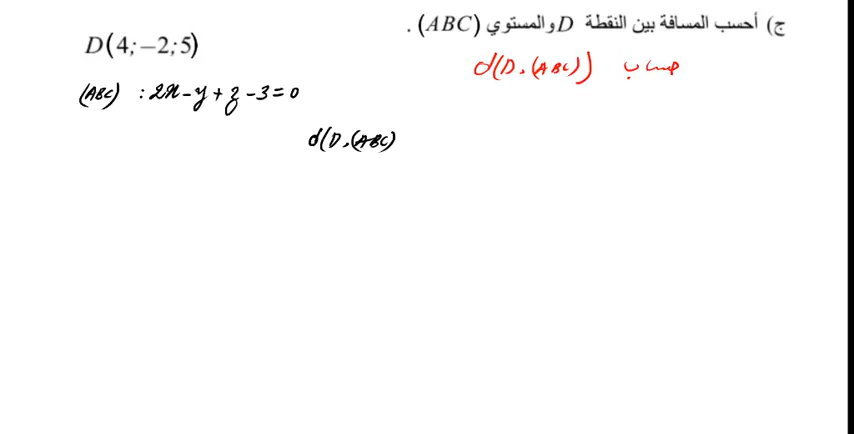 ج) أحسب المسافة بين النقطة D والمستوي (ABC) .
D(4;−2;5)
حساب d(D,(ABC))
(ABC) : 2x - y + z - 3 = 0
d(D,(ABC)